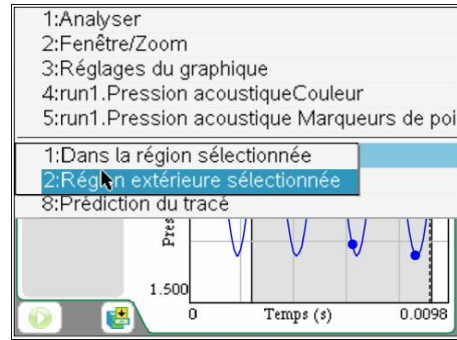 1:Analyser
2:Fenêtre/Zoom
3:Réglages du graphique
4:run1.Pression acoustiqueCouleur
5:run1.Pression acoustique Marqueurs de poi
1:Dans la région sélectionnée
2:Région extérieure sélectionnée
8:Prédiction du tracé
Pres
1.500
0
Temps (s)
0.0098